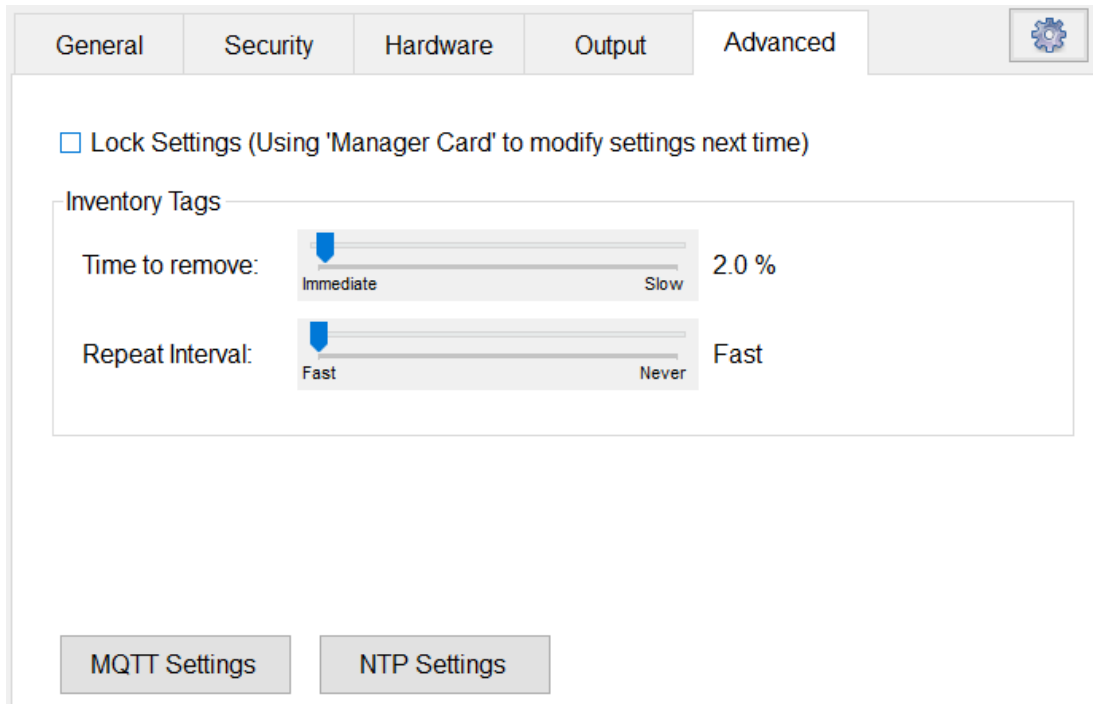 General Security Hardware Output Advanced
Lock Settings (Using 'Manager Card' to modify settings next time)
Inventory Tags
Time to remove: 2.0 %
Immediate Slow
Repeat Interval: Fast
Fast Never
MQTT Settings NTP Settings